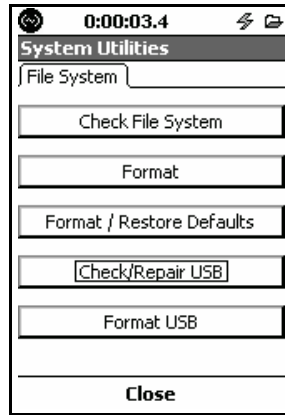 0:00:03.4
System Utilities
File System
Check File System
Format
Format / Restore Defaults
Check/Repair USB
Format USB
Close